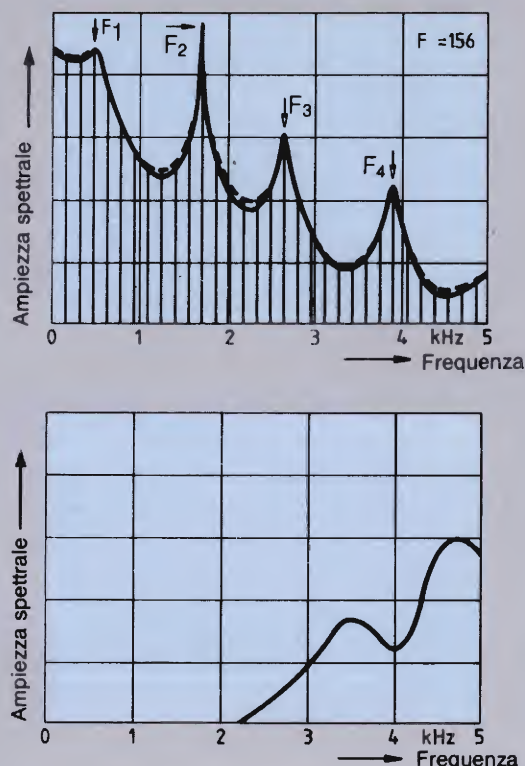 F1
F2
F3
F4
F = 156
Ampiezza spettrale
0 1 2 3 4 kHz 5
Frequenza
Ampiezza spettrale
0 1 2 3 4 kHz 5
Frequenza